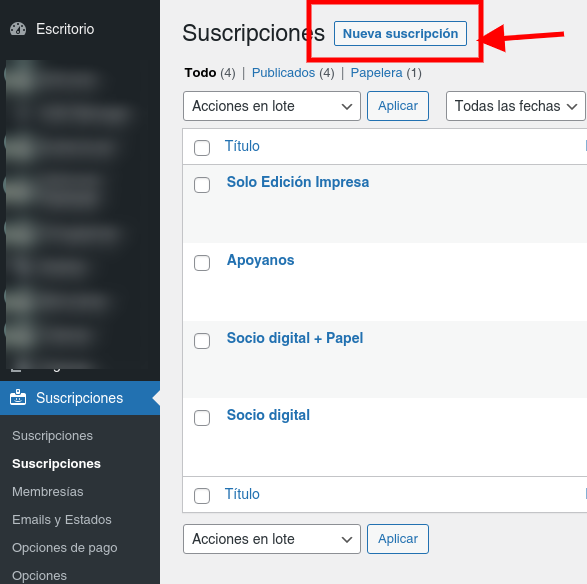 Escritorio
Suscripciones
Suscripciones
Suscripciones
Membresías
Emails y Estados
Opciones de pago
Opciones
Suscripciones Nueva suscripción
Todo (4) | Publicados (4) | Papelera (1)
Acciones en lote Aplicar Todas las fechas
Título
Solo Edición Impresa
Apoyanos
Socio digital + Papel
Socio digital
Título
Acciones en lote Aplicar